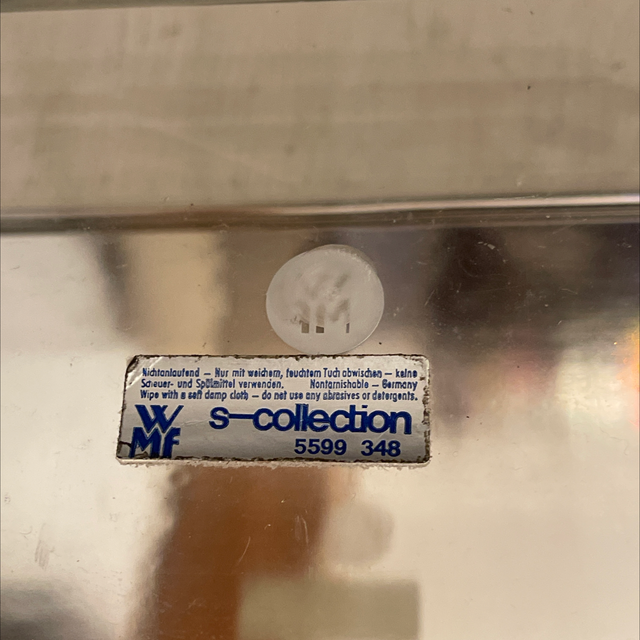 Nichtanlaufend – Nur mit weichem, feuchtem Tuch abwischen – keine
Scheuer- und Spülmittel verwenden. Nontarnishable – Germany
Wipe with a soft damp cloth – do not use any abrasives or detergents.
WMF s-collection
5599 348